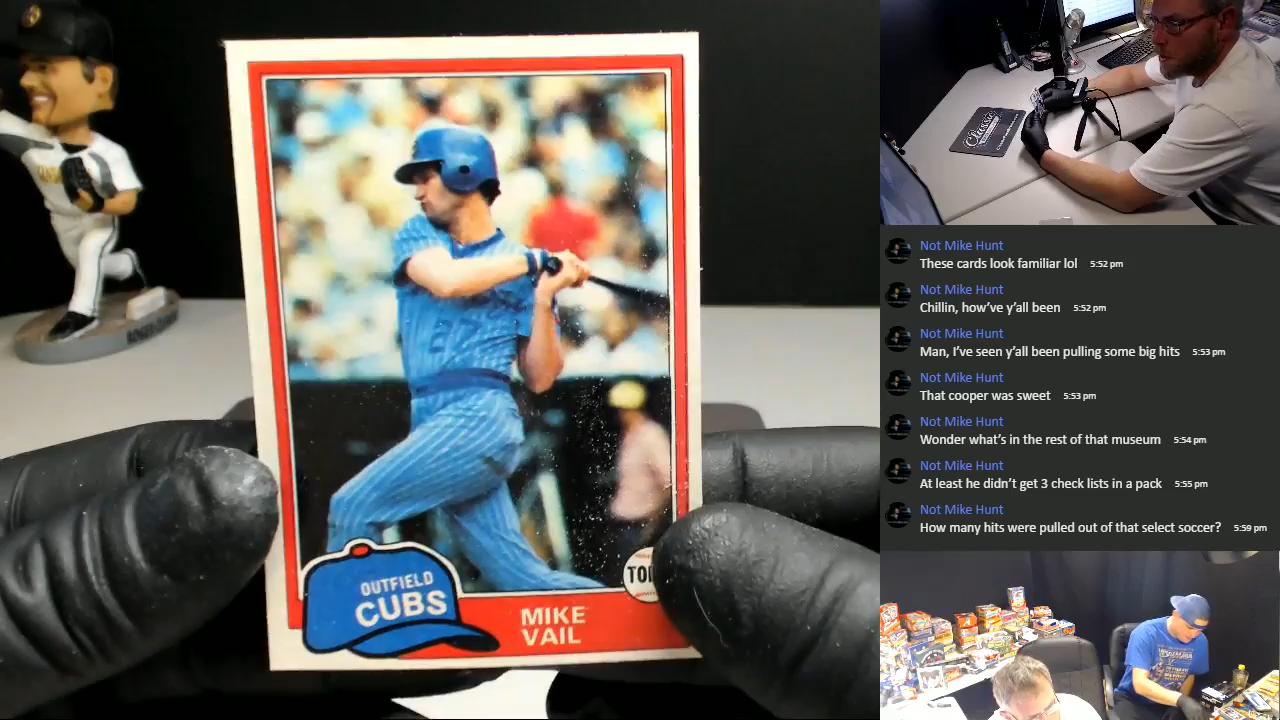 OUTFIELD
CUBS
MIKE
VAIL
27
Not Mike Hunt
These cards look familiar lol 5:52 pm
Not Mike Hunt
Chillin, how've y'all been 5:52 pm
Not Mike Hunt
Man, I've seen y'all been pulling some big hits 5:53 pm
Not Mike Hunt
That cooper was sweet 5:53 pm
Not Mike Hunt
Wonder what's in the rest of that museum 5:54 pm
Not Mike Hunt
At least he didn't get 3 check lists in a pack 5:55 pm
Not Mike Hunt
How many hits were pulled out of that select soccer? 5:59 pm